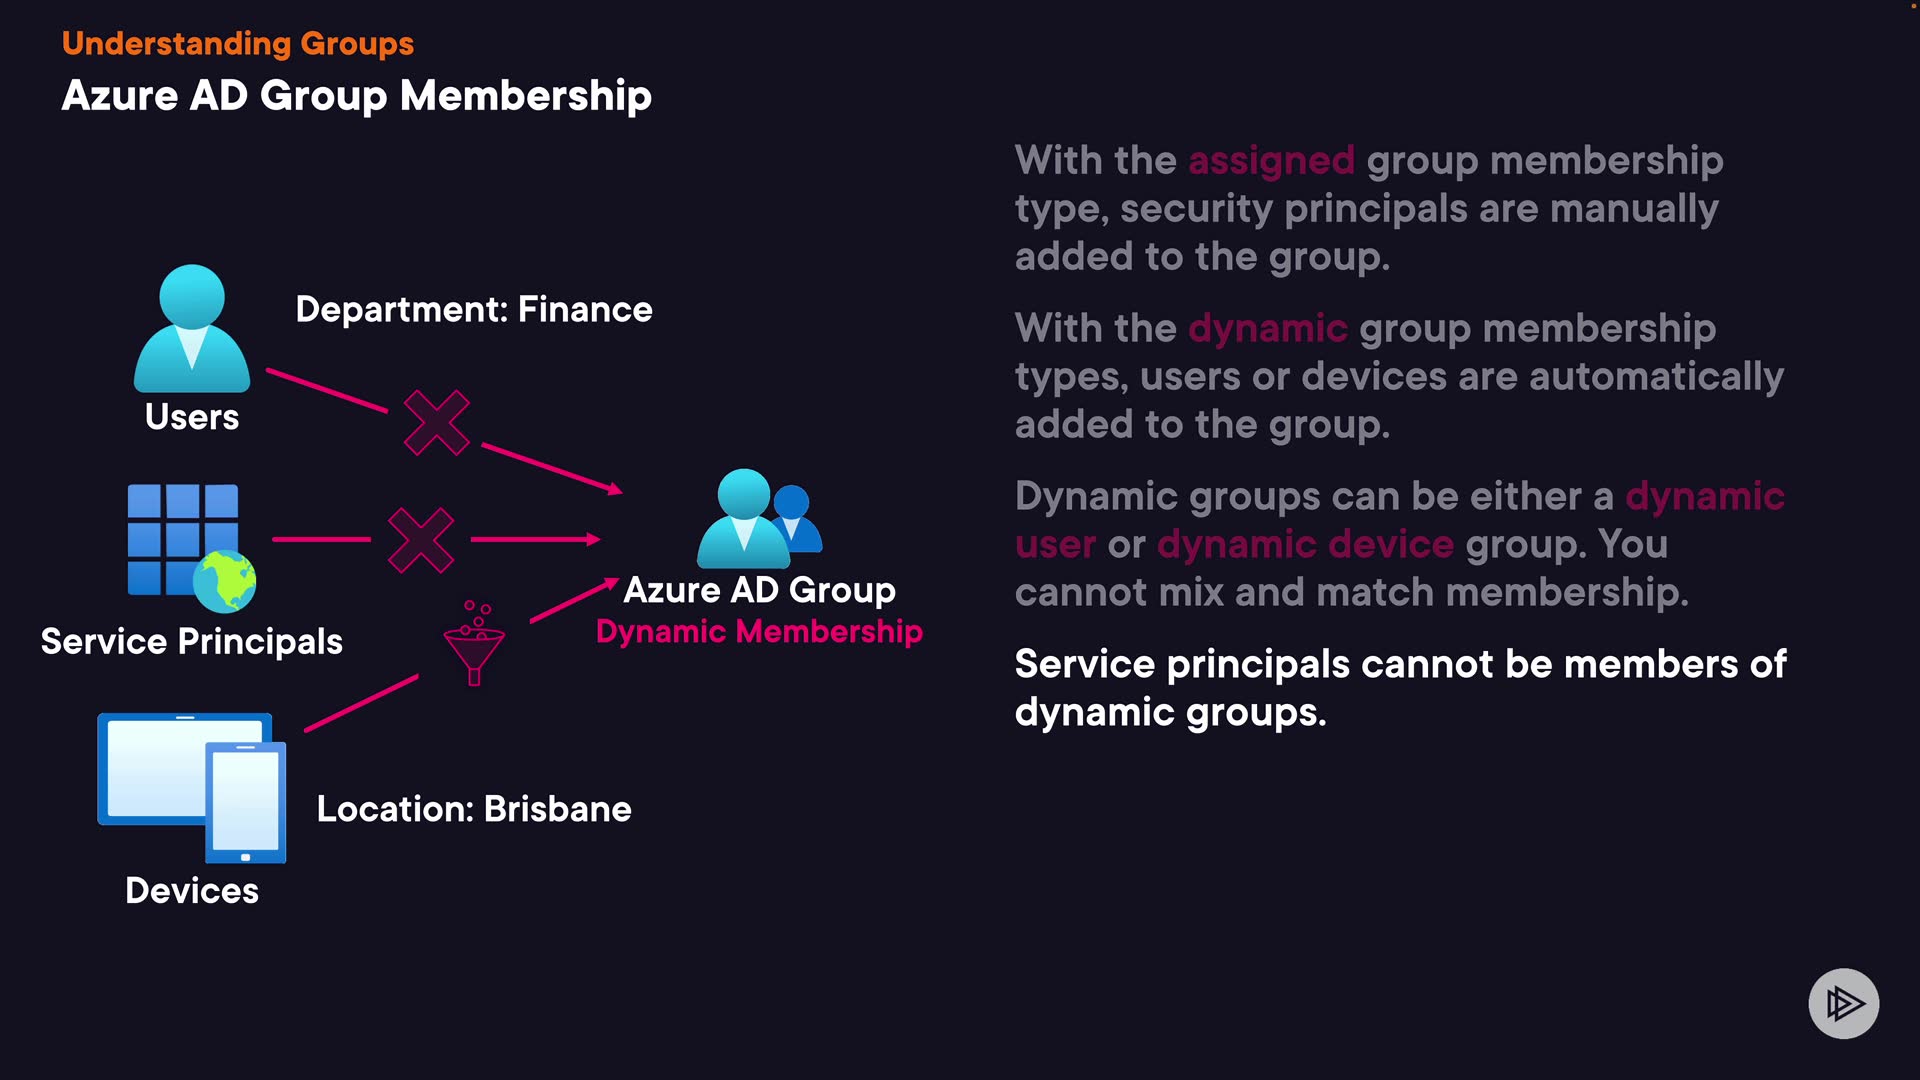 Understanding Groups
Azure AD Group Membership
Department: Finance
Users
Service Principals
Azure AD Group
Dynamic Membership
Location: Brisbane
Devices
With the assigned group membership
type, security principals are manually
added to the group.
With the dynamic group membership
types, users or devices are automatically
added to the group.
Dynamic groups can be either a dynamic
user or dynamic device group. You
cannot mix and match membership.
Service principals cannot be members of
dynamic groups.